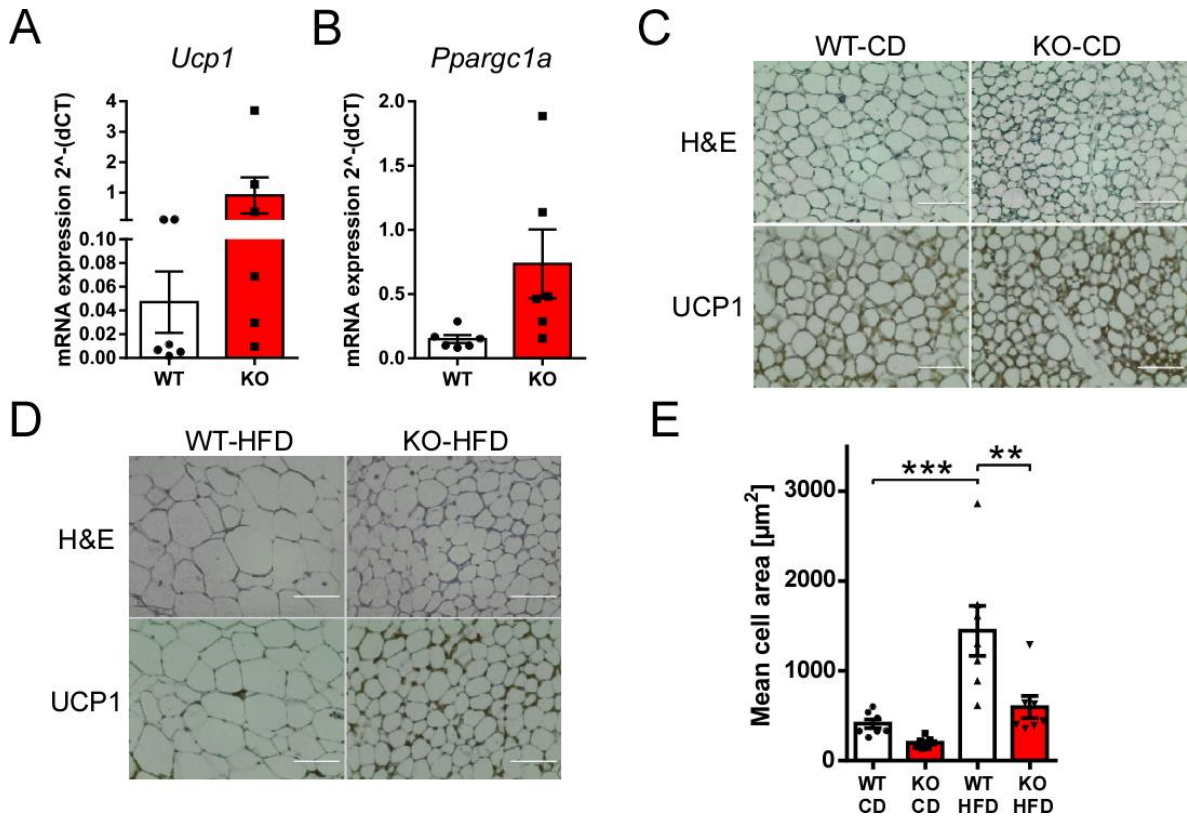 A
Ucp1
mRNA expression 2^-(dCT)
4
3
2
1
0.10
0.08
0.06
0.04
0.02
0.00
WT
KO
B
Ppargc1a
mRNA expression 2^-(dCT)
2.0
1.5
1.0
0.5
0.0
WT
KO
C
WT-CD
KO-CD
H&E
UCP1
D
WT-HFD
KO-HFD
H&E
UCP1
E
Mean cell area [µm²]
3000
2000
1000
0
***
**
WT
CD
KO
CD
WT
HFD
KO
HFD